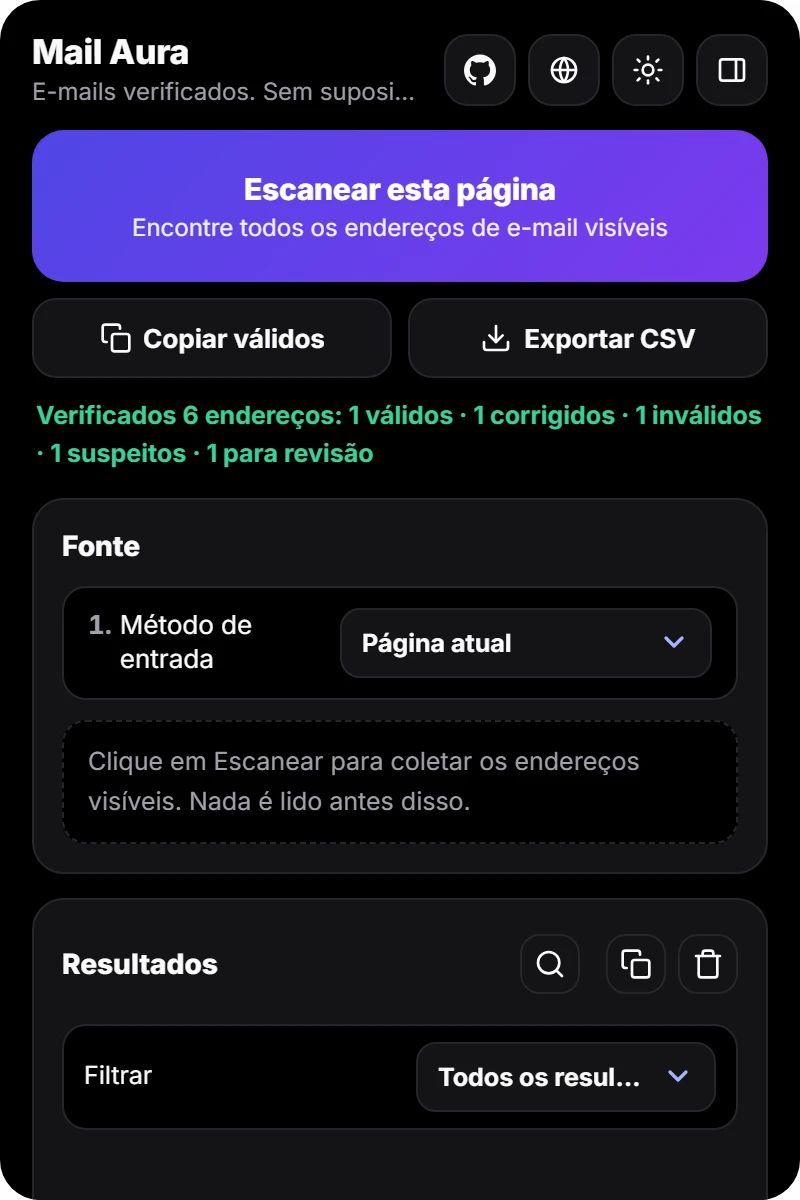 Mail Aura
E-mails verificados. Sem suposi...
Escanear esta página
Encontre todos os endereços de e-mail visíveis
Copiar válidos
Exportar CSV
Verificados 6 endereços: 1 válidos · 1 corrigidos · 1 inválidos
· 1 suspeitos · 1 para revisão
Fonte
1. Método de
entrada
Página atual
Clique em Escanear para coletar os endereços
visíveis. Nada é lido antes disso.
Resultados
Filtrar
Todos os resul...